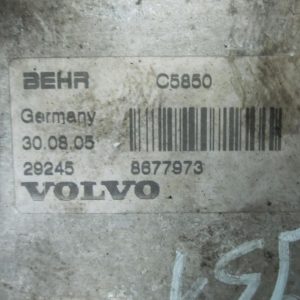 BEHR C5850
Germany
30.08.05
29245 8677973
VOLVO